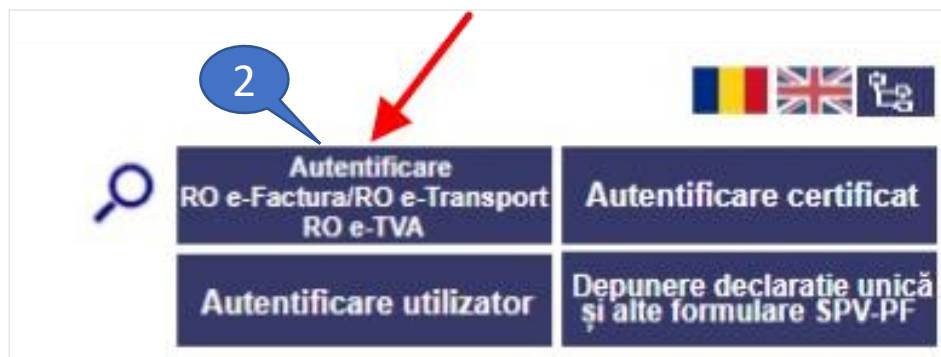 2
Autentificare
RO e-Factura/RO e-Transport
RO e-TVA
Autentificare certificat
Autentificare utilizator
Depunere declarație unică
și alte formulare SPV-PF